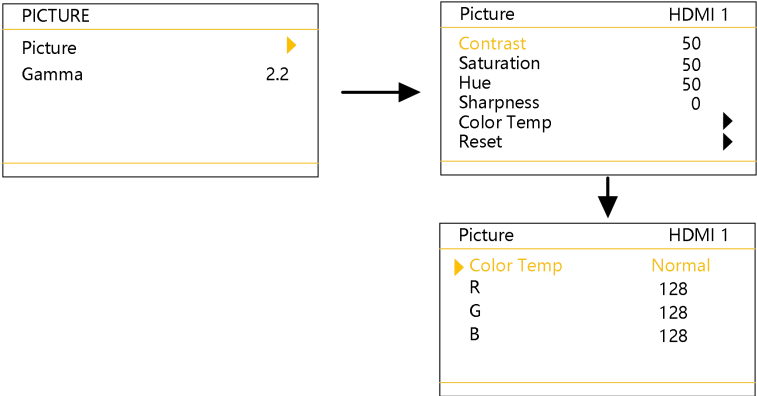 PICTURE
Picture
Gamma 2.2
Picture HDMI 1
Contrast 50
Saturation 50
Hue 50
Sharpness 0
Color Temp
Reset
Picture HDMI 1
Color Temp Normal
R 128
G 128
B 128